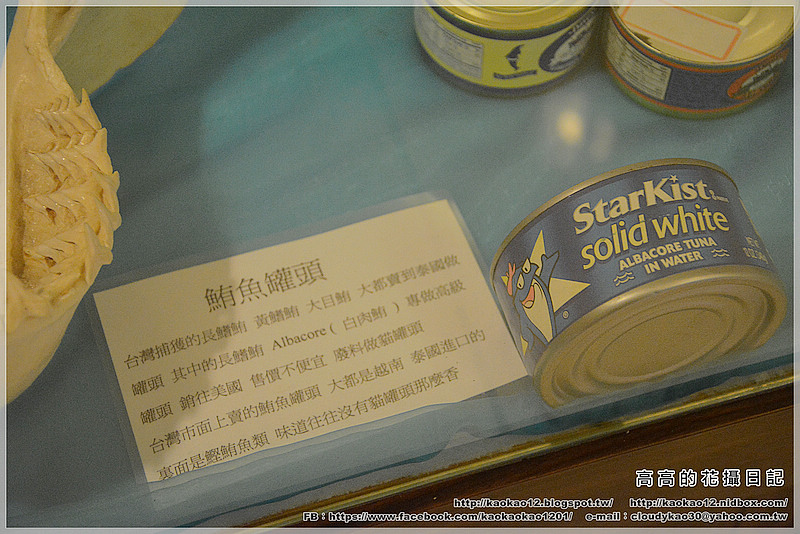 StarKist
solid white
ALBACORE TUNA
IN WATER
鮪魚罐頭
台灣捕獲的長鰭鮪 黃鰭鮪 大目鮪 大都賣到泰國做
罐頭 其中的長鰭鮪 Albacore ( 白肉鮪 ) 專做高級
罐頭 銷往美國 售價不便宜 廢料做貓罐頭
台灣市面上賣的鮪魚罐頭 大都是越南 泰國進口的
裏面是鰹鮪魚類 味道往往沒有貓罐頭那麼香
高高的花攝日記
http://kaokao12.blogspot.tw/ http://kaokao12.nidbox.com/
FB：https://www.facebook.com/kaokaokao1201/ e-mail：cloudykao30@yahoo.com.tw